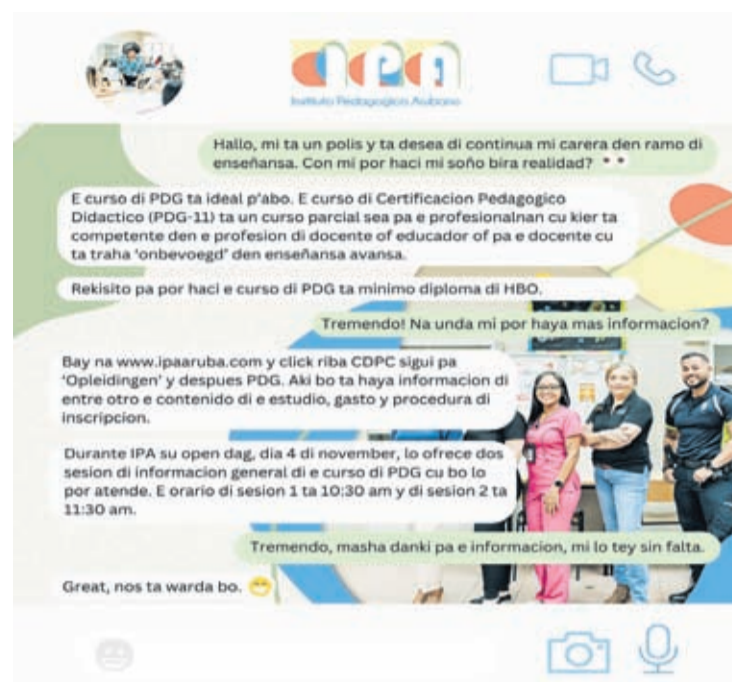 IPA
Instituto Pedagogico Arubano
Hallo, mi ta un polis y ta desea di continua mi carera den ramo di
enseñansa. Con mi por haci mi soño bira realidad?
E curso di PDG ta ideal p'abo. E curso di Certificacion Pedagogico
Didactico (PDG-11) ta un curso parcial sea pa e profesionalnan cu kier ta
competente den e profesion di docente of educador of pa e docente cu
ta traha 'onbevoegd' den enseñansa avansa.
Rekisito pa por haci e curso di PDG ta minimo diploma di HBO.
Tremendo! Na unda mi por haya mas informacion?
Bay na www.ipaaruba.com y click riba CDPC sigui pa
'Opleidingen' y despues PDG. Aki bo ta haya informacion di
entre otro e contenido di e estudio, gasto y procedura di
inscripcion.
Durante IPA su open dag, dia 4 di november, lo ofrece dos
sesion di informacion general di e curso di PDG cu bo lo
por atende. E orario di sesion 1 ta 10:30 am y di sesion 2 ta
11:30 am.
Tremendo, masha danki pa e informacion, mi lo tey sin falta.
Great, nos ta warda bo.